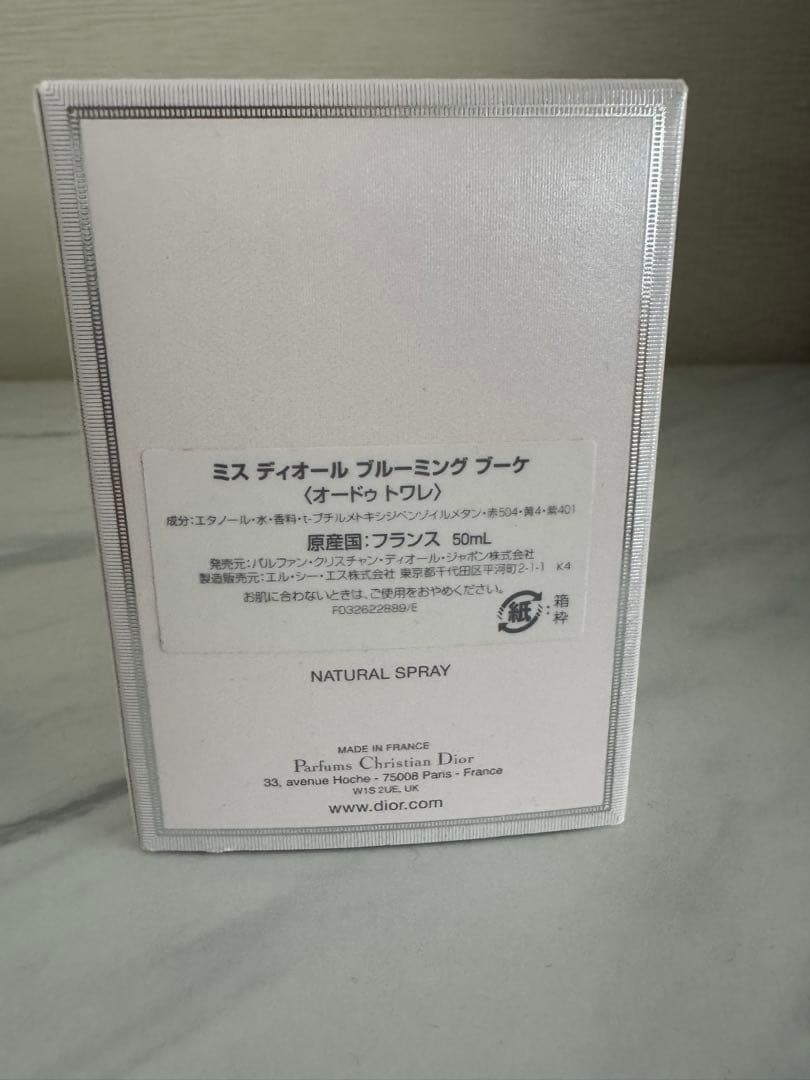 ミス ディオール ブルーミング ブーケ
〈オードゥ トワレ〉
成分：エタノール・水・香料・t-ブチルメトキシジベンゾイルメタン・赤504・黄4・紫401
原産国：フランス 50mL
発売元：パルファン・クリスチャン・ディオール・ジャポン株式会社
製造販売元：エル・シー・エス株式会社 東京都千代田区平河町2-1-1 K4
お肌に合わないときは、ご使用をおやめください。
F032622889/E
紙：箱 枠
NATURAL SPRAY
MADE IN FRANCE
Parfums Christian Dior
33, avenue Hoche - 75008 Paris - France
W1S 2UE, UK
www.dior.com